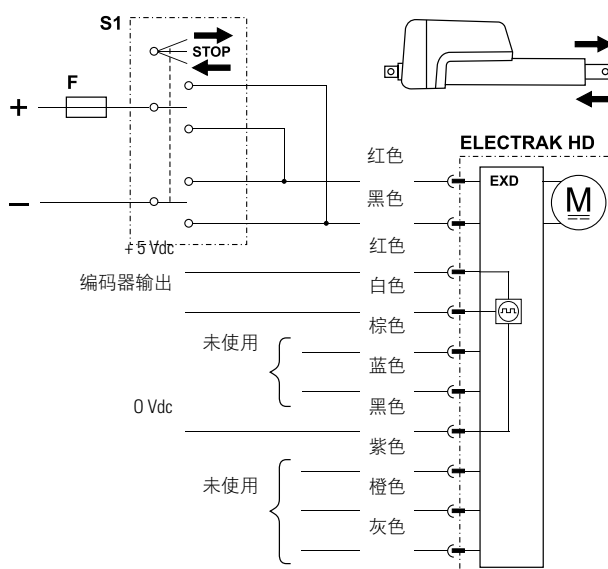 S1
STOP
F
+
ELECTRAK HD
红色
EXD
M
黑色
−
+ 5 Vdc
红色
编码器输出
白色
棕色
未使用
蓝色
0 Vdc
黑色
紫色
未使用
橙色
灰色